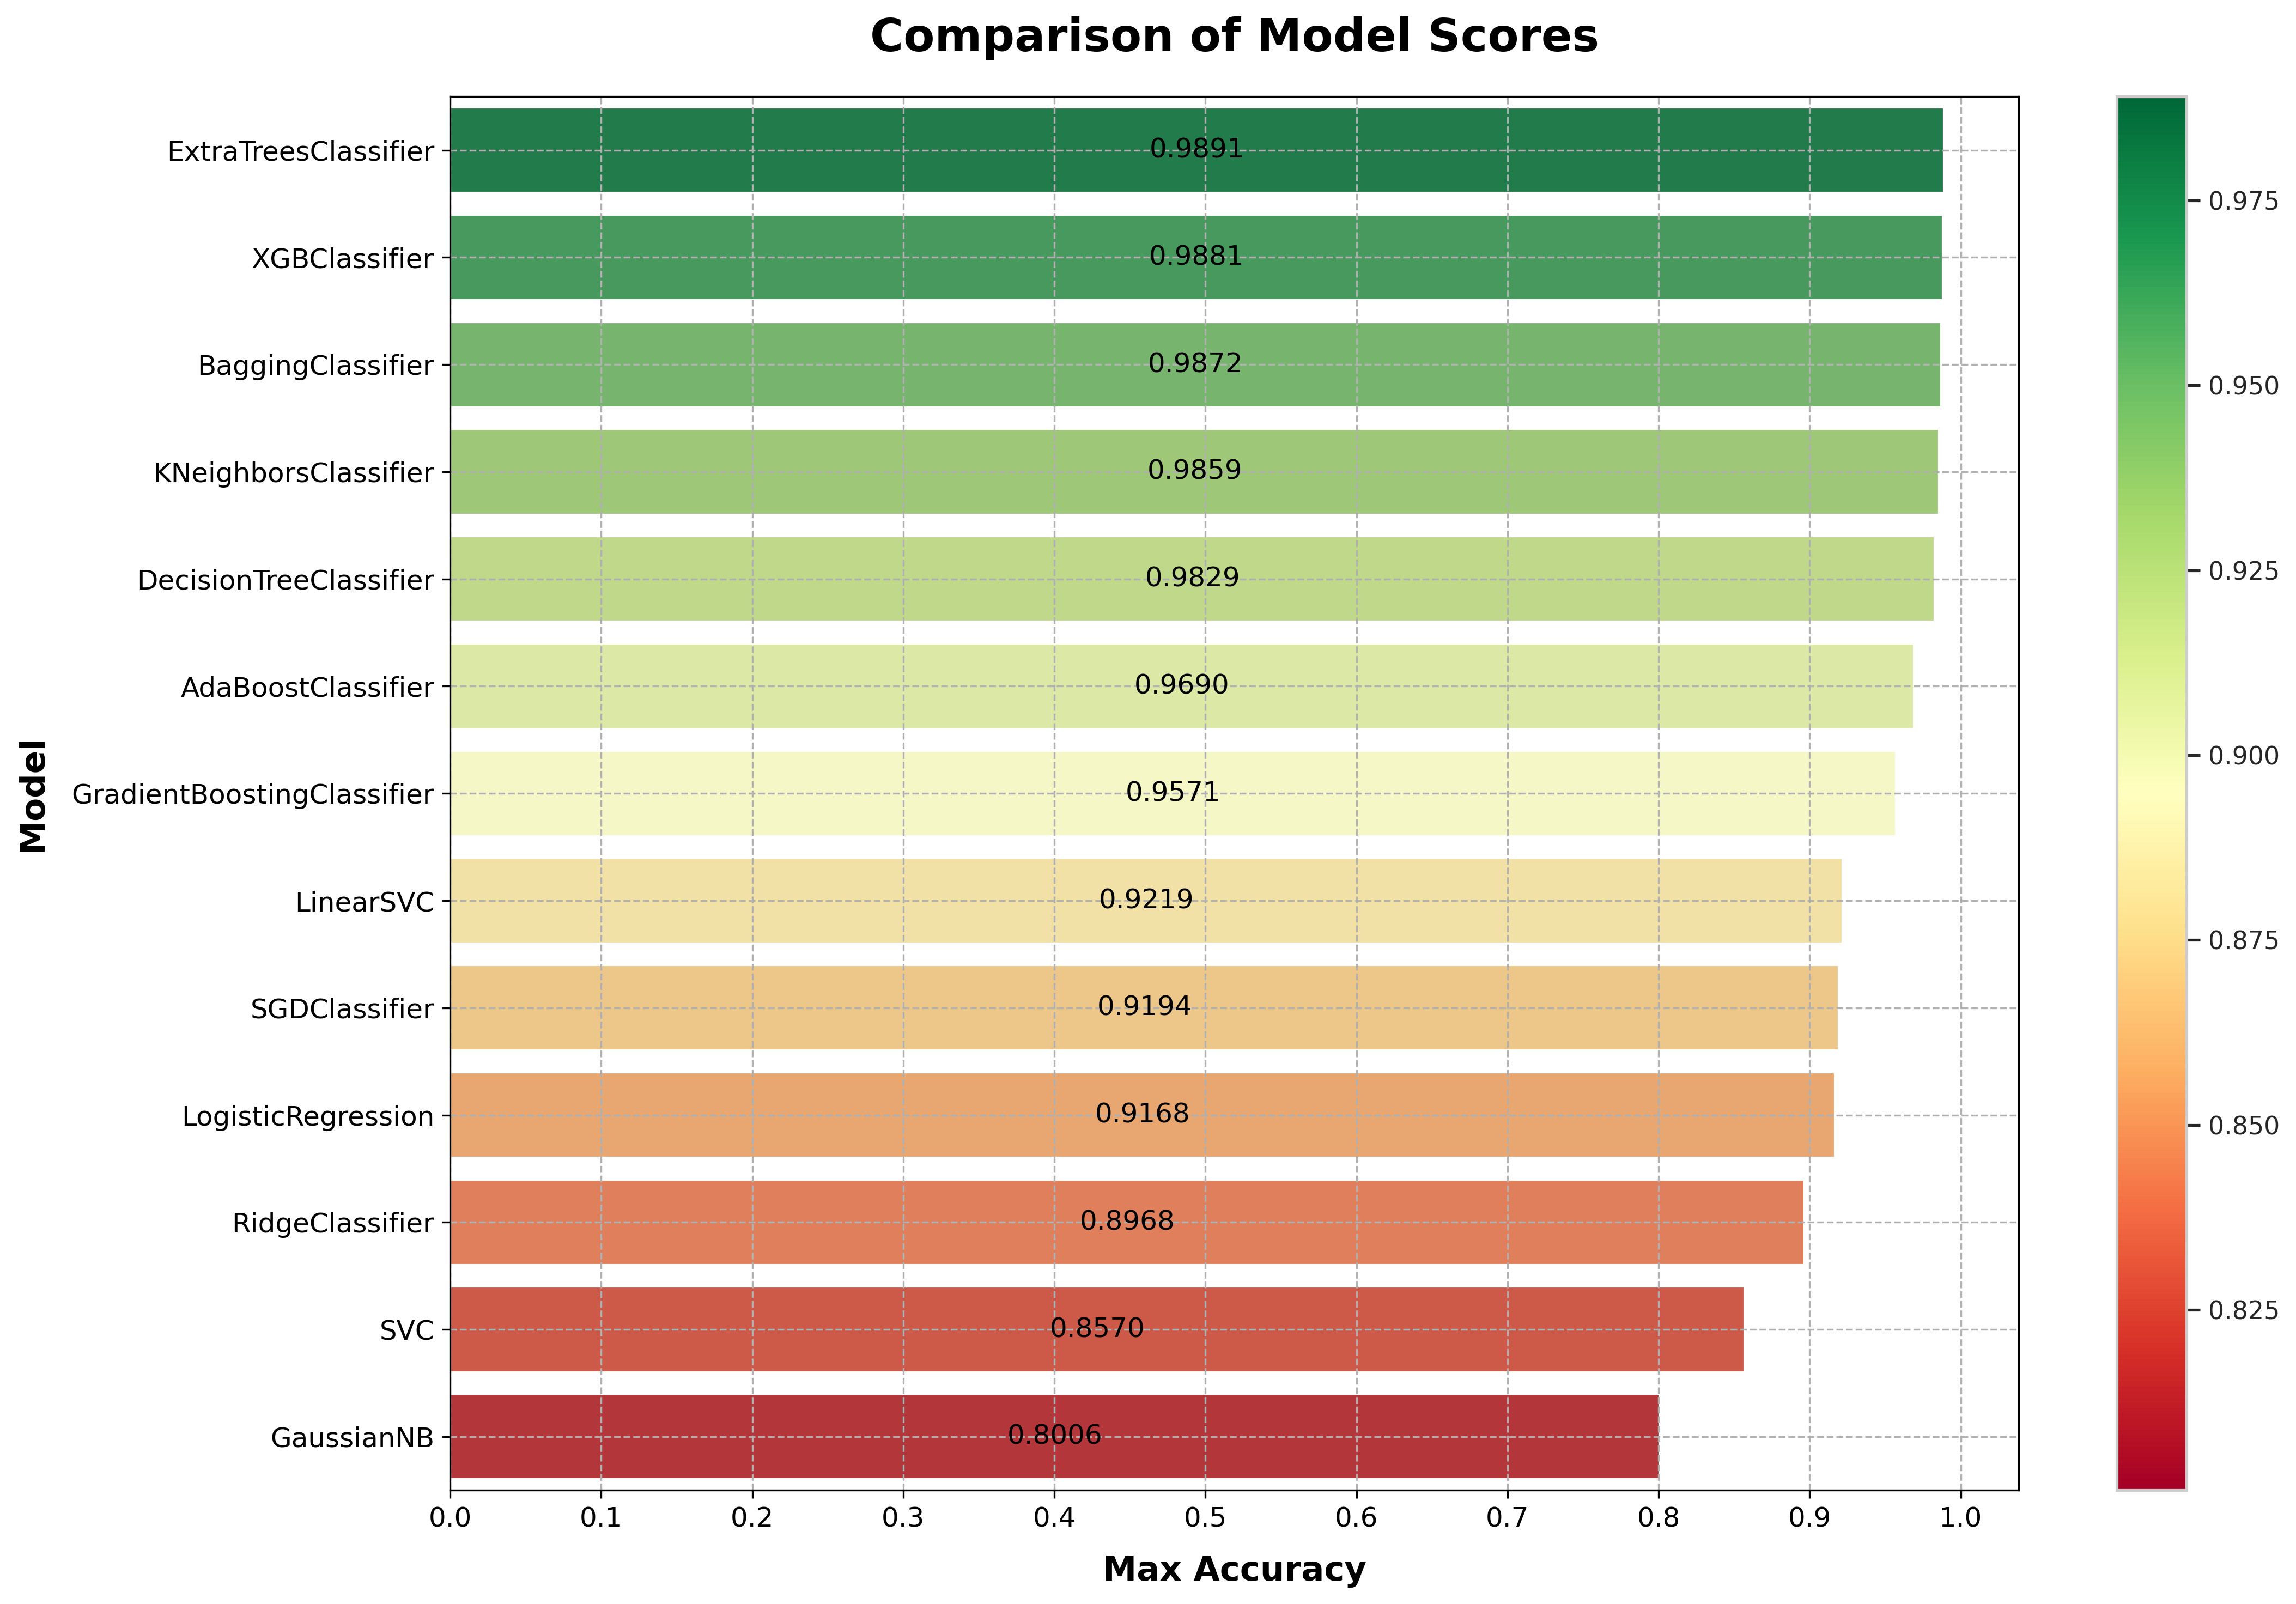 Comparison of Model Scores
Model
ExtraTreesClassifier 0.9891
XGBClassifier 0.9881
BaggingClassifier 0.9872
KNeighborsClassifier 0.9859
DecisionTreeClassifier 0.9829
AdaBoostClassifier 0.9690
GradientBoostingClassifier 0.9571
LinearSVC 0.9219
SGDClassifier 0.9194
LogisticRegression 0.9168
RidgeClassifier 0.8968
SVC 0.8570
GaussianNB 0.8006
0.0 0.1 0.2 0.3 0.4 0.5 0.6 0.7 0.8 0.9 1.0
Max Accuracy
0.975
0.950
0.925
0.900
0.875
0.850
0.825